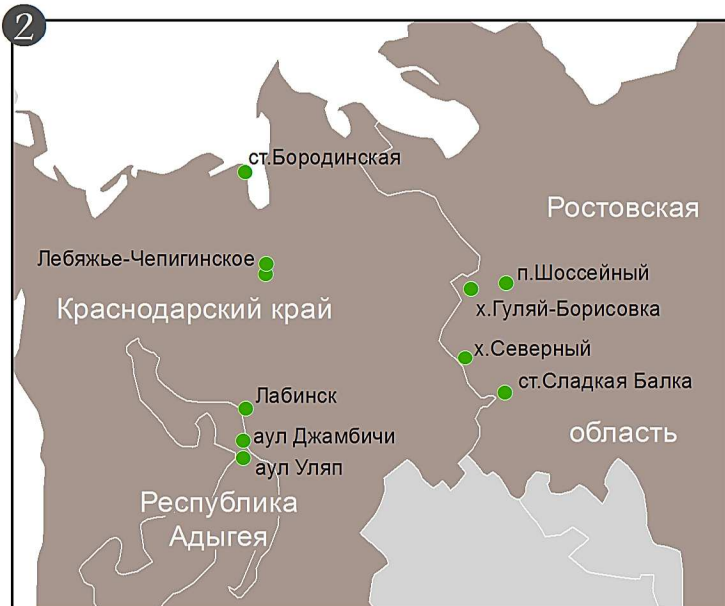 2
ст.Бородинская
Ростовская
Лебяжье-Чепигинское
п.Шоссейный
Краснодарский край
х.Гуляй-Борисовка
х.Северный
ст.Сладкая Балка
Лабинск
область
аул Джамбичи
аул Уляп
Республика
Адыгея